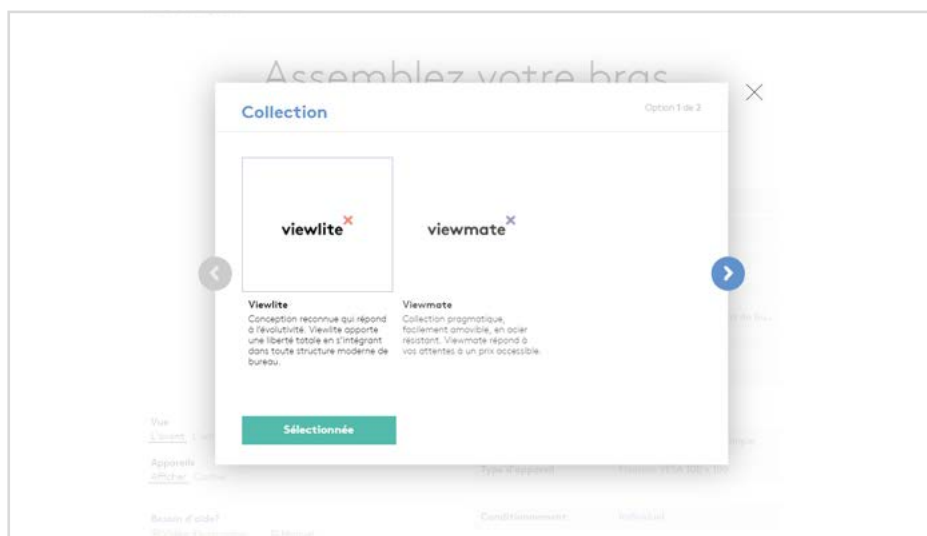 Assemblez votre bras
Collection
Option 1 de 2
viewlite
viewmate
Viewlite
Conception reconnue qui répond
à l'évolutivité. Viewlite apporte
une liberté totale en s'intégrant
dans toute structure moderne de
bureau.
Viewmate
Collection pragmatique,
facilement amovible, en acier
résistant. Viewmate répond à
vos attentes à un prix accessible.
Sélectionnée
Vue
L'avant
Appareils
Afficher
Type d'appareil
Besoin d'aide?
Conditionnement
Individuel